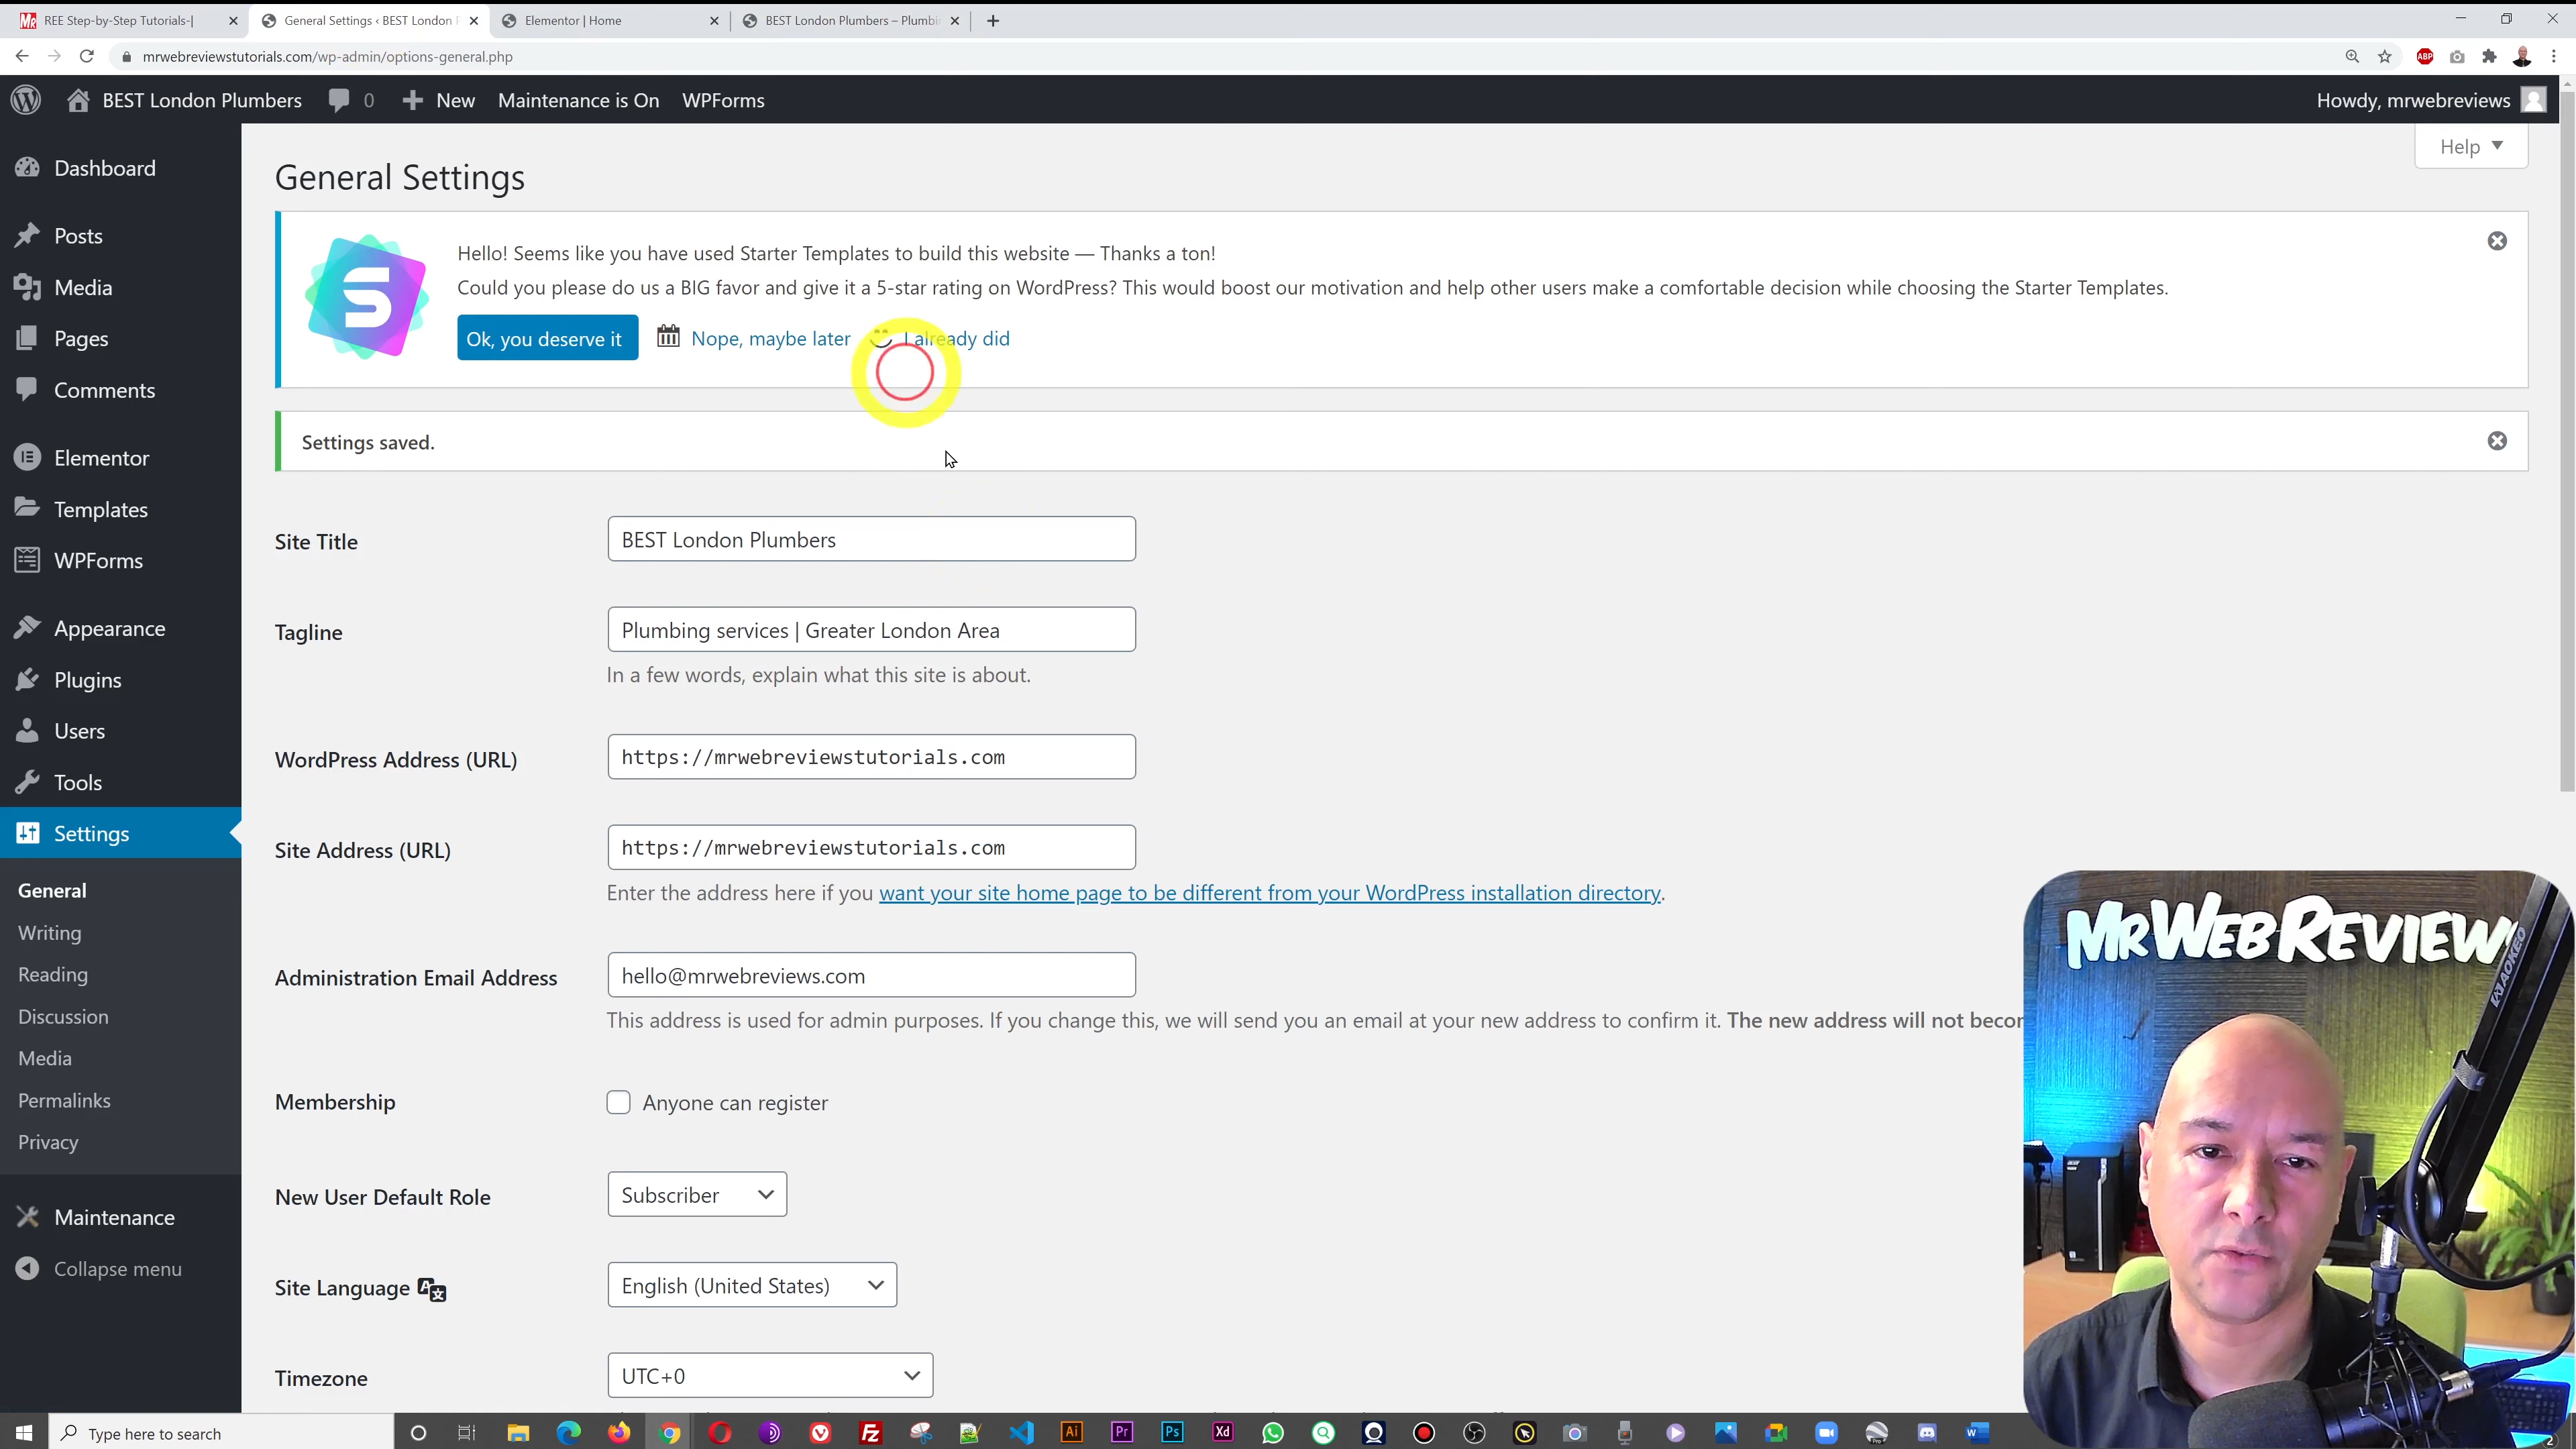 REE Step-by-Step Tutorials-|
General Settings ‹ BEST London P
Elementor | Home
BEST London Plumbers – Plumbin
mrwebreviewstutorials.com/wp-admin/options-general.php
ABP
BEST London Plumbers
0
New
Maintenance is On
WPForms
Howdy, mrwebreviews
Help
Dashboard
Posts
Media
Pages
Comments
Elementor
Templates
WPForms
Appearance
Plugins
Users
Tools
Settings
General
Writing
Reading
Discussion
Media
Permalinks
Privacy
Maintenance
Collapse menu
General Settings
Hello! Seems like you have used Starter Templates to build this website — Thanks a ton!
Could you please do us a BIG favor and give it a 5-star rating on WordPress? This would boost our motivation and help other users make a comfortable decision while choosing the Starter Templates.
Ok, you deserve it
Nope, maybe later
I already did
Settings saved.
Site Title
BEST London Plumbers
Tagline
Plumbing services | Greater London Area
In a few words, explain what this site is about.
WordPress Address (URL)
https://mrwebreviewstutorials.com
Site Address (URL)
https://mrwebreviewstutorials.com
Enter the address here if you want your site home page to be different from your WordPress installation directory.
Administration Email Address
hello@mrwebreviews.com
This address is used for admin purposes. If you change this, we will send you an email at your new address to confirm it. The new address will not becom
Membership
Anyone can register
New User Default Role
Subscriber
Site Language
English (United States)
Timezone
UTC+0
MRWEBREVIEW
MAONO
Type here to search